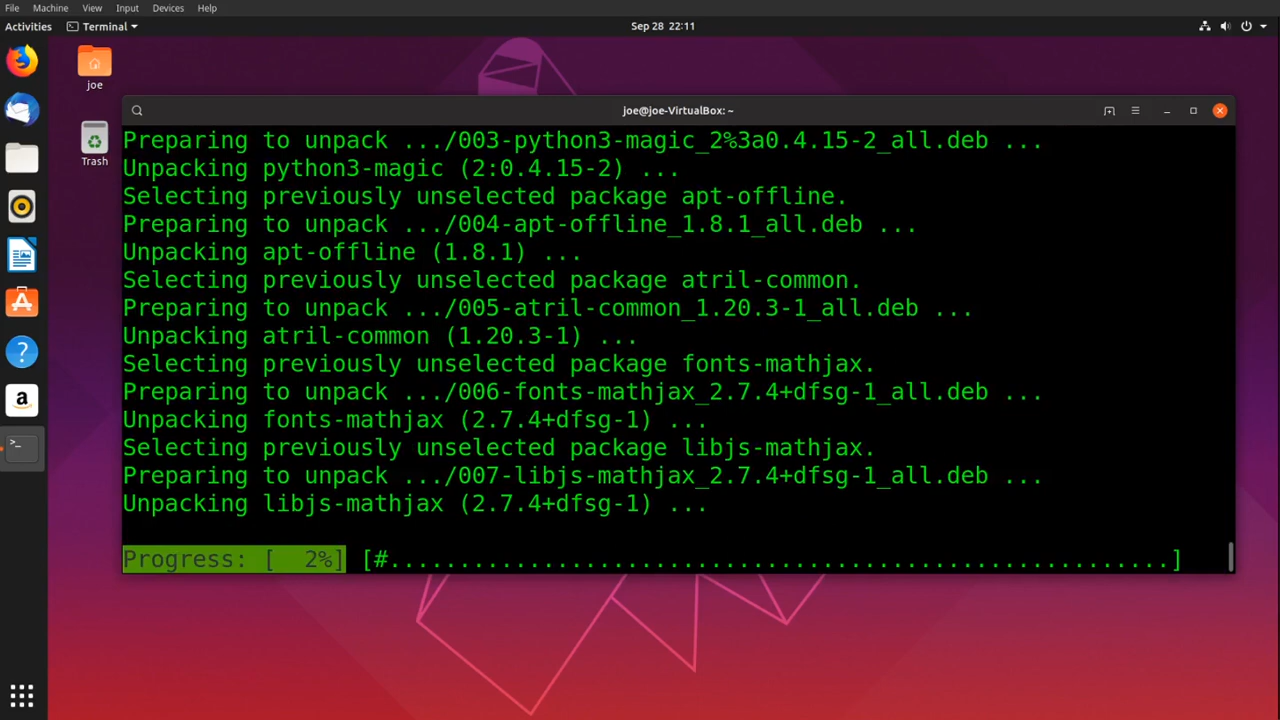 File Machine View Input Devices Help
Activities Terminal Sep 28 22:11
joe
Trash
joe@joe-VirtualBox: ~
Preparing to unpack .../003-python3-magic_2%3a0.4.15-2_all.deb ...
Unpacking python3-magic (2:0.4.15-2) ...
Selecting previously unselected package apt-offline.
Preparing to unpack .../004-apt-offline_1.8.1_all.deb ...
Unpacking apt-offline (1.8.1) ...
Selecting previously unselected package atril-common.
Preparing to unpack .../005-atril-common_1.20.3-1_all.deb ...
Unpacking atril-common (1.20.3-1) ...
Selecting previously unselected package fonts-mathjax.
Preparing to unpack .../006-fonts-mathjax_2.7.4+dfsg-1_all.deb ...
Unpacking fonts-mathjax (2.7.4+dfsg-1) ...
Selecting previously unselected package libjs-mathjax.
Preparing to unpack .../007-libjs-mathjax_2.7.4+dfsg-1_all.deb ...
Unpacking libjs-mathjax (2.7.4+dfsg-1) ...
Progress: [  2%] [#........................................................]